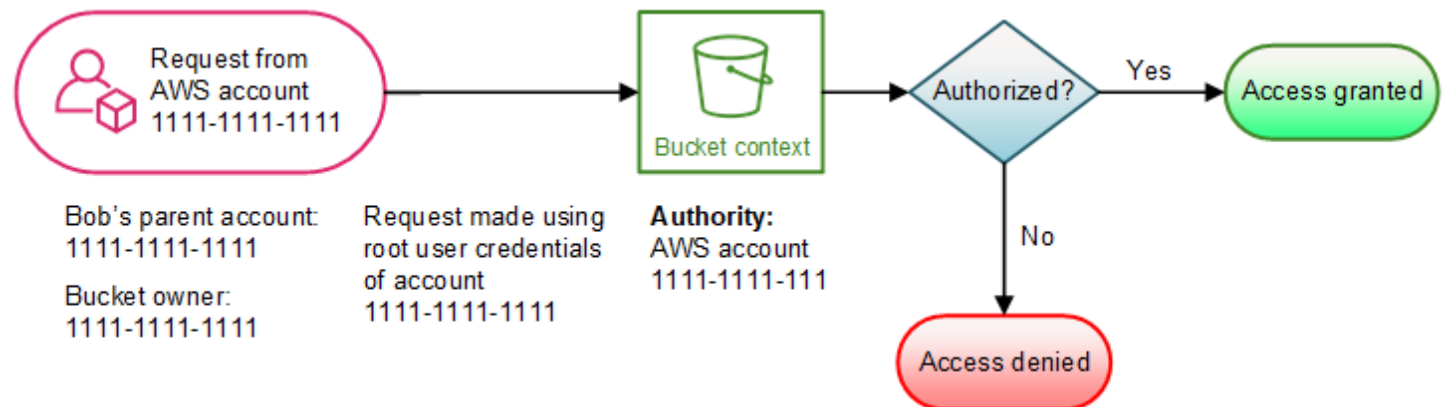 Request from
AWS account
1111-1111-1111
Bucket context
Authorized?
Yes
Access granted
No
Access denied
Bob's parent account:
1111-1111-1111
Bucket owner:
1111-1111-1111
Request made using
root user credentials
of account
1111-1111-1111
Authority:
AWS account
1111-1111-111